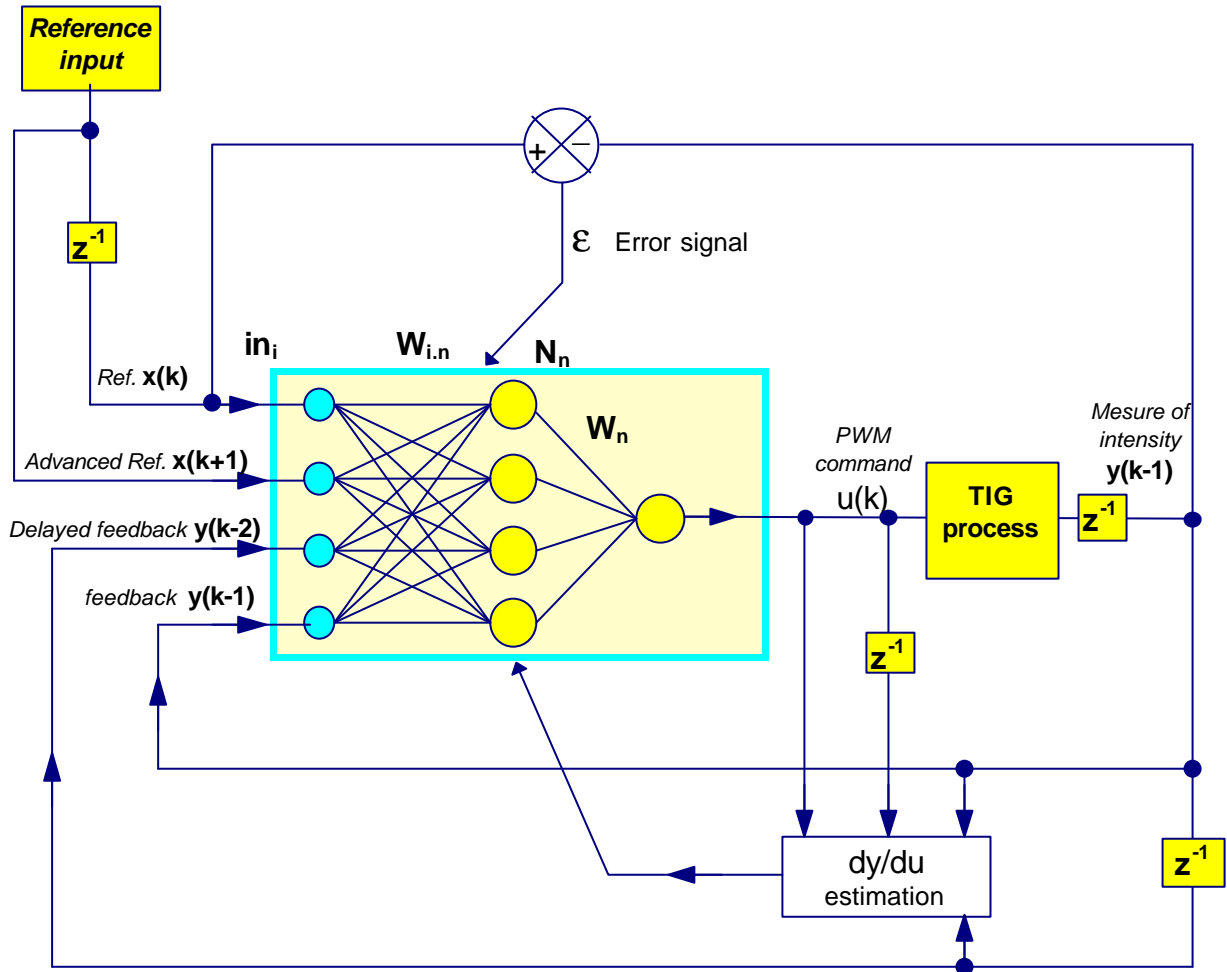 Reference
input
+
−
z⁻¹
ε Error signal
inᵢ
Wᵢ.ₙ
Nₙ
Ref. x(k)
Wₙ
Mesure of
intensity
y(k-1)
PWM
command
u(k)
Advanced Ref. x(k+1)
TIG
process
z⁻¹
Delayed feedback y(k-2)
feedback y(k-1)
z⁻¹
dy/du
estimation
z⁻¹